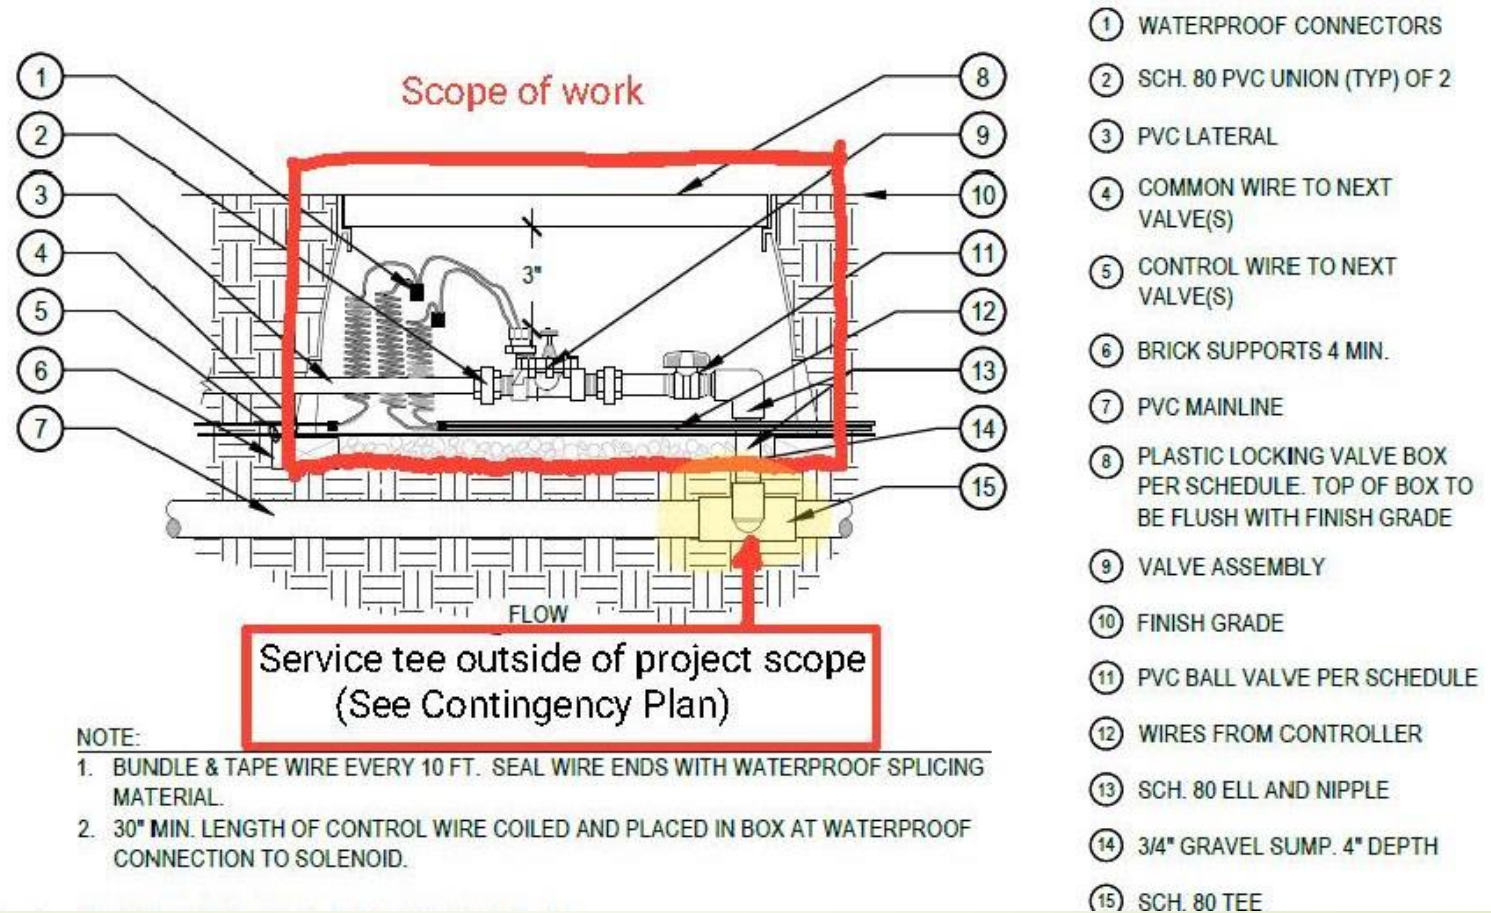 Scope of work
1
2
3
4
5
6
7
8
9
10
11
12
13
14
15
3"
FLOW
Service tee outside of project scope
(See Contingency Plan)
NOTE:
1. BUNDLE & TAPE WIRE EVERY 10 FT. SEAL WIRE ENDS WITH WATERPROOF SPLICING
MATERIAL.
2. 30" MIN. LENGTH OF CONTROL WIRE COILED AND PLACED IN BOX AT WATERPROOF
CONNECTION TO SOLENOID.
1 WATERPROOF CONNECTORS
2 SCH. 80 PVC UNION (TYP) OF 2
3 PVC LATERAL
4 COMMON WIRE TO NEXT
VALVE(S)
5 CONTROL WIRE TO NEXT
VALVE(S)
6 BRICK SUPPORTS 4 MIN.
7 PVC MAINLINE
8 PLASTIC LOCKING VALVE BOX
PER SCHEDULE. TOP OF BOX TO
BE FLUSH WITH FINISH GRADE
9 VALVE ASSEMBLY
10 FINISH GRADE
11 PVC BALL VALVE PER SCHEDULE
12 WIRES FROM CONTROLLER
13 SCH. 80 ELL AND NIPPLE
14 3/4" GRAVEL SUMP. 4" DEPTH
15 SCH. 80 TEE